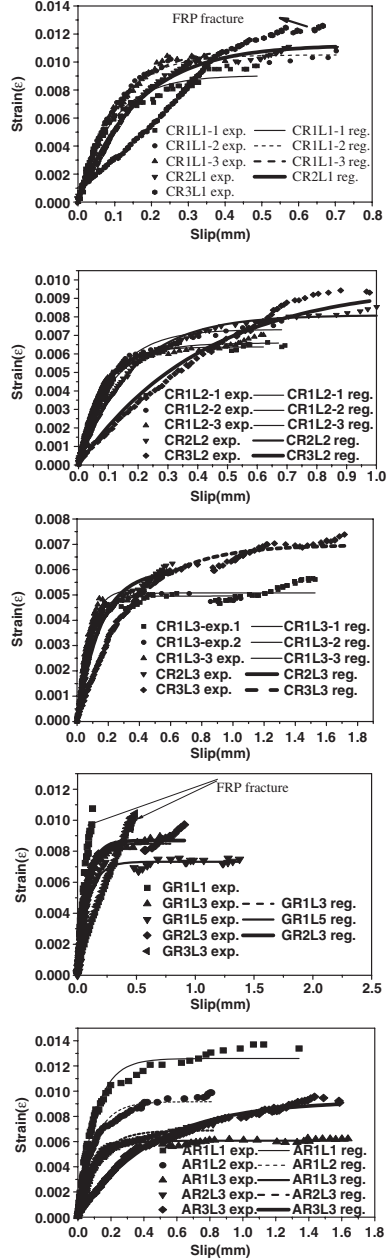 FRP fracture
0.014
0.012
0.010
0.008
0.006
0.004
0.002
0.000
Strain(ε)
CR1L1-1 exp. CR1L1-1 reg.
CR1L1-2 exp. CR1L1-2 reg.
CR1L1-3 exp. CR1L1-3 reg.
CR2L1 exp. CR2L1 reg.
CR3L1 exp.
0.0 0.1 0.2 0.3 0.4 0.5 0.6 0.7 0.8
Slip(mm)
0.010
0.009
0.008
0.007
0.006
0.005
0.004
0.003
0.002
0.001
0.000
Strain(ε)
CR1L2-1 exp. CR1L2-1 reg.
CR1L2-2 exp. CR1L2-2 reg.
CR1L2-3 exp. CR1L2-3 reg.
CR2L2 exp. CR2L2 reg.
CR3L2 exp. CR3L2 reg.
0.0 0.1 0.2 0.3 0.4 0.5 0.6 0.7 0.8 0.9 1.0
Slip(mm)
0.008
0.007
0.006
0.005
0.004
0.003
0.002
0.001
0.000
Strain(ε)
CR1L3-exp.1 CR1L3-1 reg.
CR1L3-exp.2 CR1L3-2 reg.
CR1L3-3 exp. CR1L3-3 reg.
CR2L3 exp. CR2L3 reg.
CR3L3 exp. CR3L3 reg.
0.0 0.2 0.4 0.6 0.8 1.0 1.2 1.4 1.6 1.8
Slip(mm)
0.012
0.010
0.008
0.006
0.004
0.002
0.000
Strain(ε)
FRP fracture
GR1L1 exp.
GR1L3 exp. GR1L3 reg.
GR1L5 exp. GR1L5 reg.
GR2L3 exp. GR2L3 reg.
GR3L3 exp.
0.0 0.5 1.0 1.5 2.0 2.5
Slip(mm)
0.014
0.012
0.010
0.008
0.006
0.004
0.002
0.000
Strain(ε)
AR1L1 exp. AR1L1 reg.
AR1L2 exp. AR1L2 reg.
AR1L3 exp. AR1L3 reg.
AR2L3 exp. AR2L3 reg.
AR3L3 exp. AR3L3 reg.
0.0 0.2 0.4 0.6 0.8 1.0 1.2 1.4 1.6 1.8
Slip(mm)